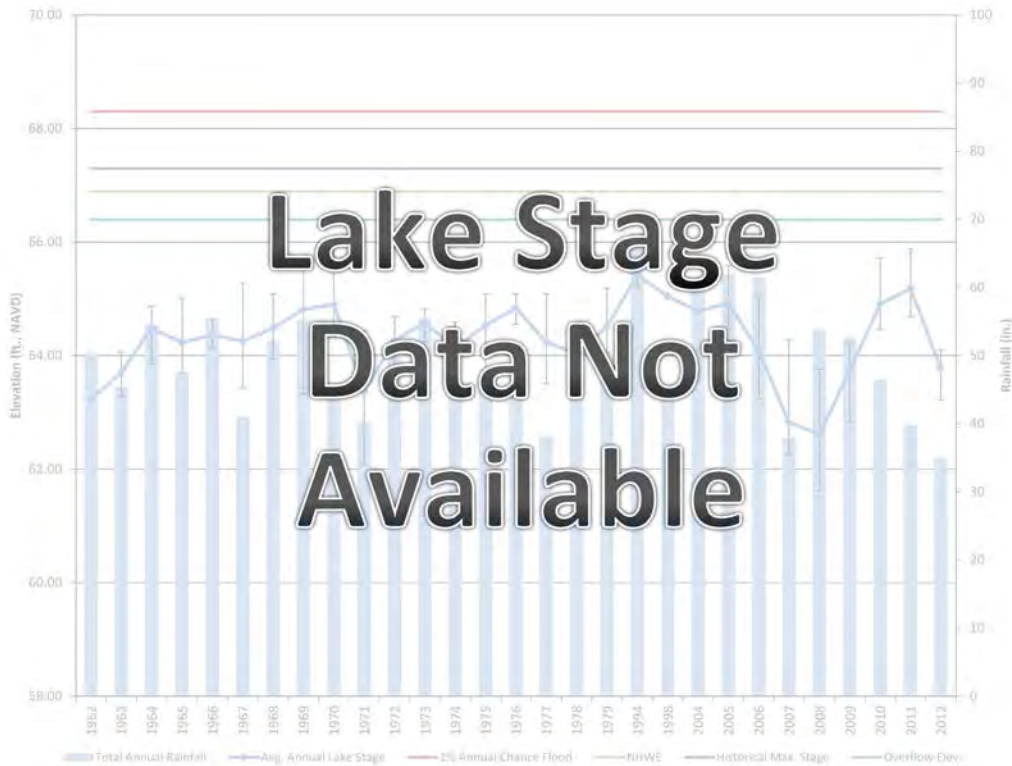 70.00
68.00
66.00
64.00
62.00
60.00
58.00
Elevation (ft., NAVD)
Lake Stage
Data Not
Available
100
90
80
70
60
50
40
30
20
10
0
Rainfall (in.)
1962 1963 1964 1965 1966 1967 1968 1969 1970 1971 1972 1973 1974 1975 1976 1977 1978 1979 1994 1998 2004 2005 2006 2007 2008 2009 2010 2011 2012
Total Annual Rainfall Avg. Annual Lake Stage 1% Annual Chance Flood NHWE Historical Max. Stage Overflow Elev.